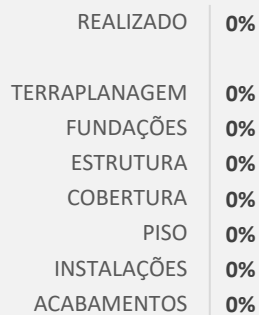 REALIZADO 0%
TERRAPLANAGEM 0%
FUNDAÇÕES 0%
ESTRUTURA 0%
COBERTURA 0%
PISO 0%
INSTALAÇÕES 0%
ACABAMENTOS 0%